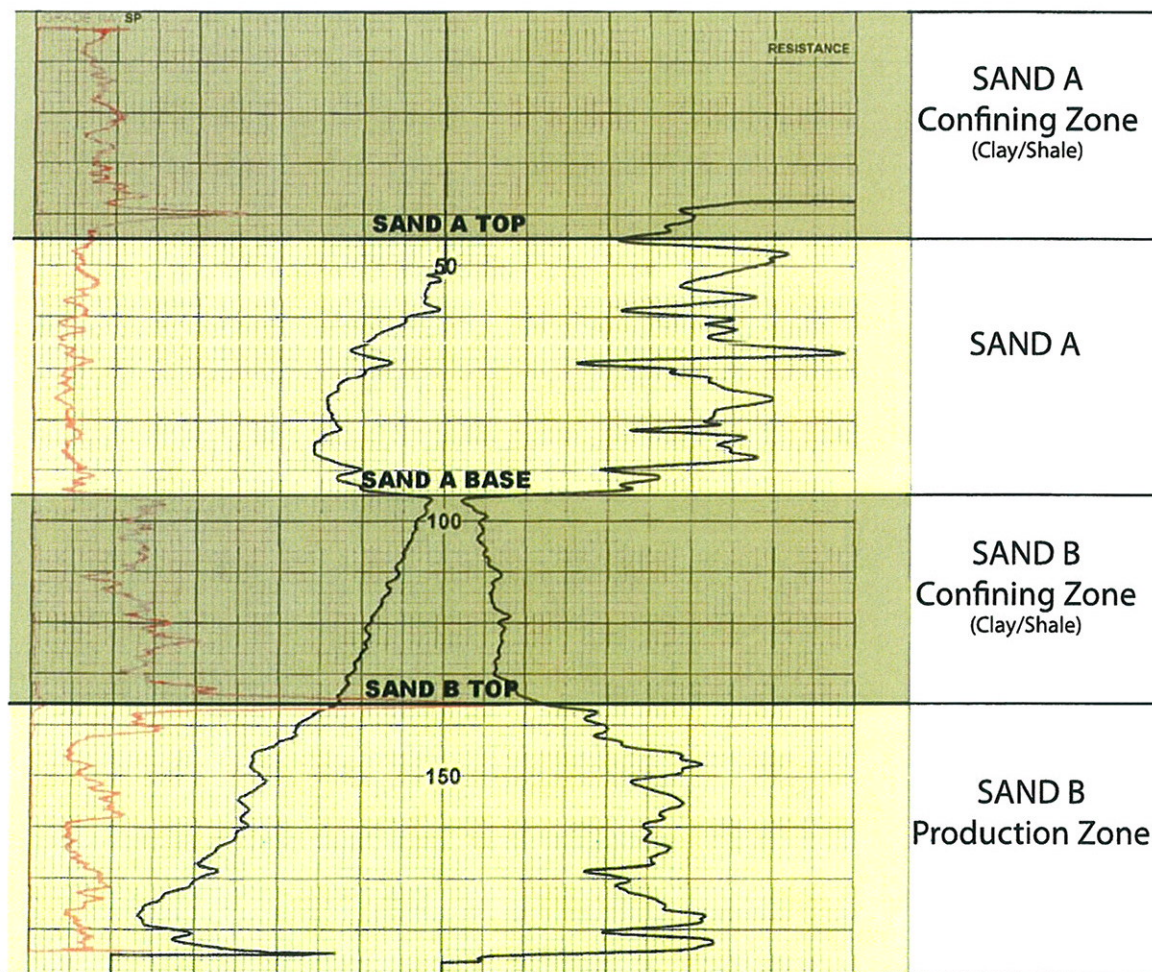 SP
RESISTANCE
SAND A
Confining Zone
(Clay/Shale)
SAND A TOP
50
SAND A
SAND A BASE
100
SAND B
Confining Zone
(Clay/Shale)
SAND B TOP
150
SAND B
Production Zone